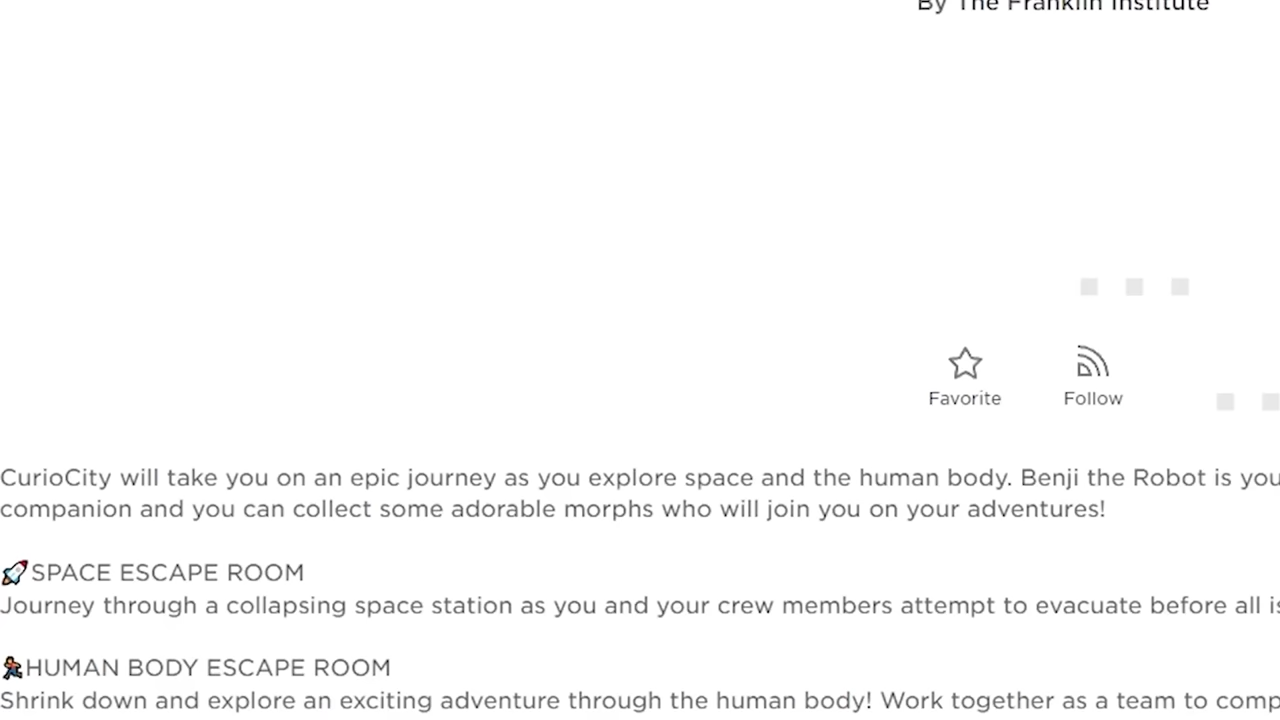 By The Franklin Institute
Favorite
Follow
CurioCity will take you on an epic journey as you explore space and the human body. Benji the Robot is you
companion and you can collect some adorable morphs who will join you on your adventures!
🚀SPACE ESCAPE ROOM
Journey through a collapsing space station as you and your crew members attempt to evacuate before all is
🏃HUMAN BODY ESCAPE ROOM
Shrink down and explore an exciting adventure through the human body! Work together as a team to comp